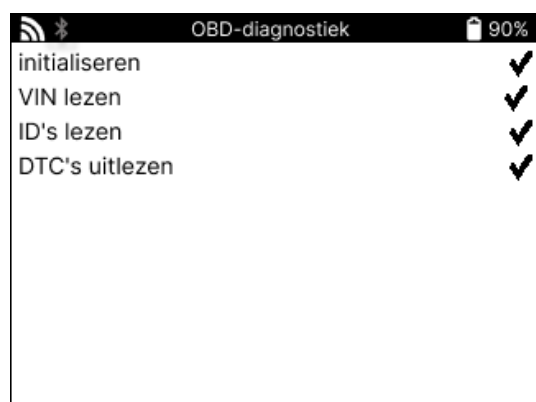 OBD-diagnostiek 90%
initialiseren
VIN lezen
ID's lezen
DTC's uitlezen